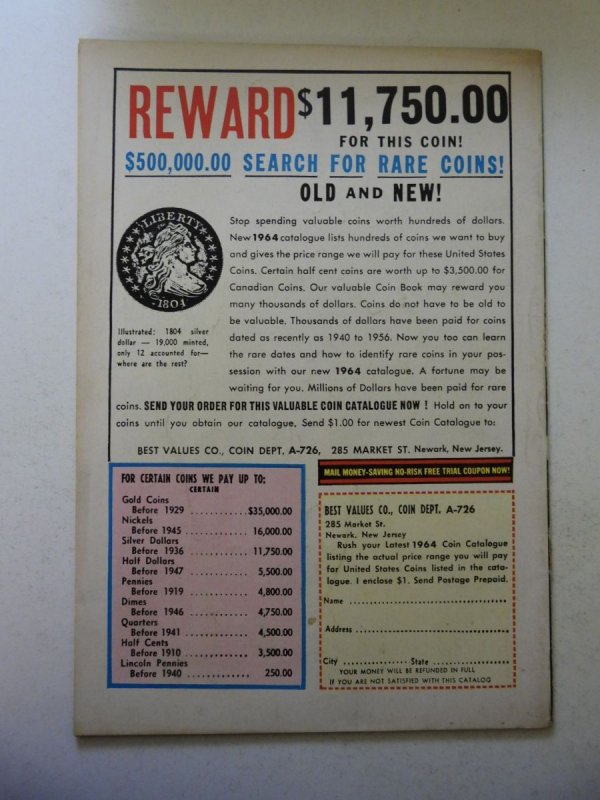 REWARD $11,750.00
FOR THIS COIN!
$500,000.00 SEARCH FOR RARE COINS!
OLD AND NEW!
LIBERTY
1804
Illustrated: 1804 silver
dollar — 19,000 minted,
only 12 accounted for—
where are the rest?
Stop spending valuable coins worth hundreds of dollars.
New 1964 catalogue lists hundreds of coins we want to buy
and gives the price range we will pay for these United States
Coins. Certain half cent coins are worth up to $3,500.00 for
Canadian Coins. Our valuable Coin Book may reward you
many thousands of dollars. Coins do not have to be old to
be valuable. Thousands of dollars have been paid for coins
dated as recently as 1940 to 1956. Now you too can learn
the rare dates and how to identify rare coins in your pos-
session with our new 1964 catalogue. A fortune may be
waiting for you. Millions of Dollars have been paid for rare
coins. SEND YOUR ORDER FOR THIS VALUABLE COIN CATALOGUE NOW ! Hold on to your
coins until you obtain our catalogue. Send $1.00 for newest Coin Catalogue to:
BEST VALUES CO., COIN DEPT. A-726, 285 MARKET ST. Newark, New Jersey.
FOR CERTAIN COINS WE PAY UP TO:
CERTAIN
Gold Coins
Before 1929 ............$35,000.00
Nickels
Before 1945 ............ 16,000.00
Silver Dollars
Before 1936 ............ 11,750.00
Half Dollars
Before 1947 ............ 5,500.00
Pennies
Before 1919 ............ 4,800.00
Dimes
Before 1946 ............ 4,750.00
Quarters
Before 1941 ............ 4,500.00
Half Cents
Before 1910 ............ 3,500.00
Lincoln Pennies
Before 1940 ............ 250.00
MAIL MONEY-SAVING NO-RISK FREE TRIAL COUPON NOW!
BEST VALUES CO., COIN DEPT. A-726
285 Market St.
Newark, New Jersey
Rush your Latest 1964 Coin Catalogue
listing the actual price range you will pay
for United States Coins listed in the cata-
logue. I enclose $1. Send Postage Prepaid.
Name ........................................
Address ........................................
City ................ State ....................
YOUR MONEY WILL BE REFUNDED IN FULL
IF YOU ARE NOT SATISFIED WITH THIS CATALOG